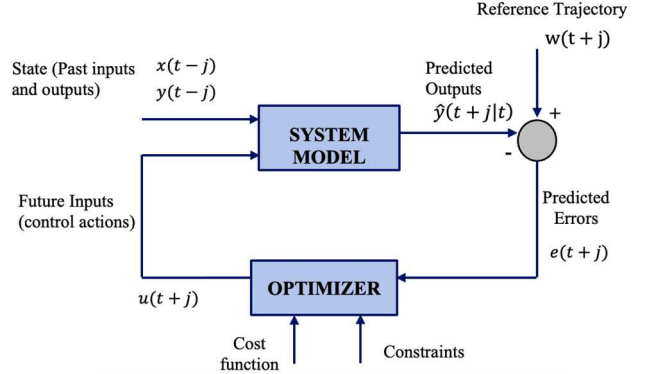 Reference Trajectory
w(t + j)
State (Past inputs
and outputs)
x(t − j)
y(t − j)
Predicted
Outputs
ŷ(t + j|t)
+
-
SYSTEM
MODEL
Future Inputs
(control actions)
Predicted
Errors
e(t + j)
u(t + j)
OPTIMIZER
Cost
function
Constraints